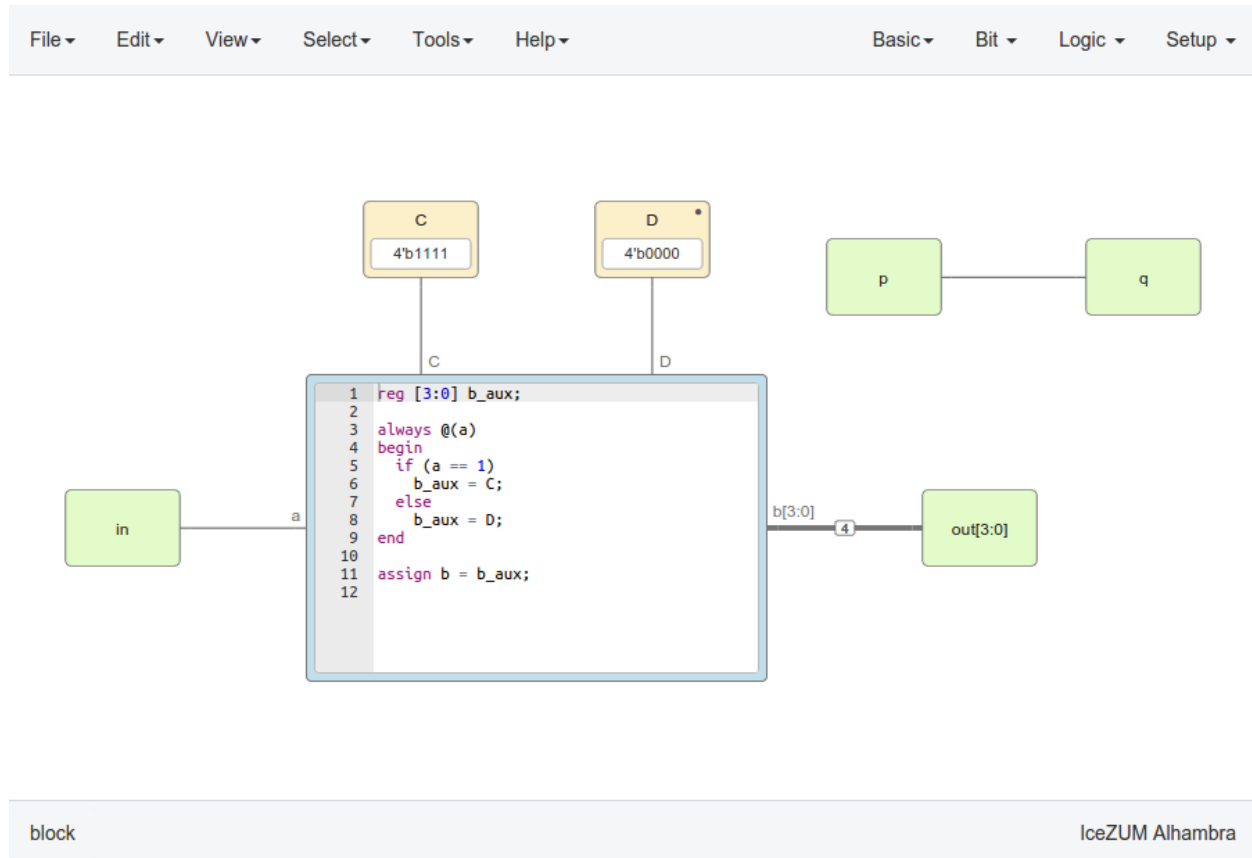 File Edit View Select Tools Help Basic Bit Logic Setup
C
4'b1111
D
4'b0000
p
q
C
D
1 reg [3:0] b_aux;
2
3 always @(a)
4 begin
5   if (a == 1)
6     b_aux = C;
7   else
8     b_aux = D;
9 end
10
11 assign b = b_aux;
12
in
a
b[3:0]
4
out[3:0]
block
IceZUM Alhambra